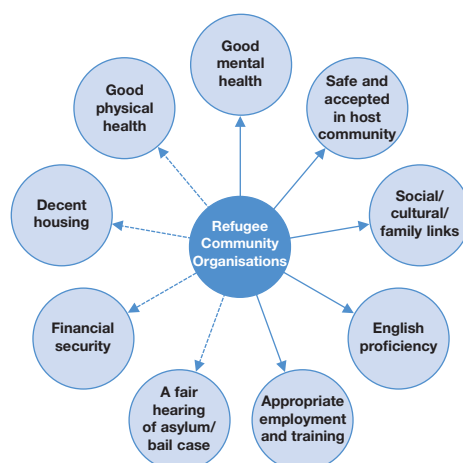 Good
mental
health
Safe and
accepted
in host
community
Social/
cultural/
family links
English
proficiency
Appropriate
employment
and training
A fair
hearing
of asylum/
bail case
Financial
security
Decent
housing
Good
physical
health
Refugee
Community
Organisations